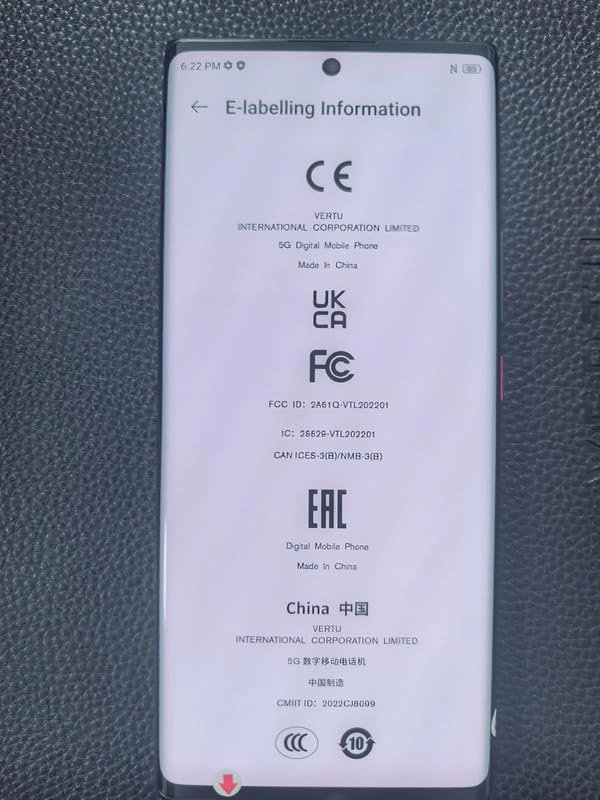 6:22 PM
E-labelling Information
CE
VERTU
INTERNATIONAL CORPORATION LIMITED
5G Digital Mobile Phone
Made In China
UK
CA
FCC
FCC ID: 2A61Q-VTL202201
IC: 28629-VTL202201
CAN ICES-3(B)/NMB-3(B)
EAC
Digital Mobile Phone
Made In China
China 中国
VERTU
INTERNATIONAL CORPORATION LIMITED
5G 数字移动电话机
中国制造
CMIIT ID: 2022CJ8099
CCC
10